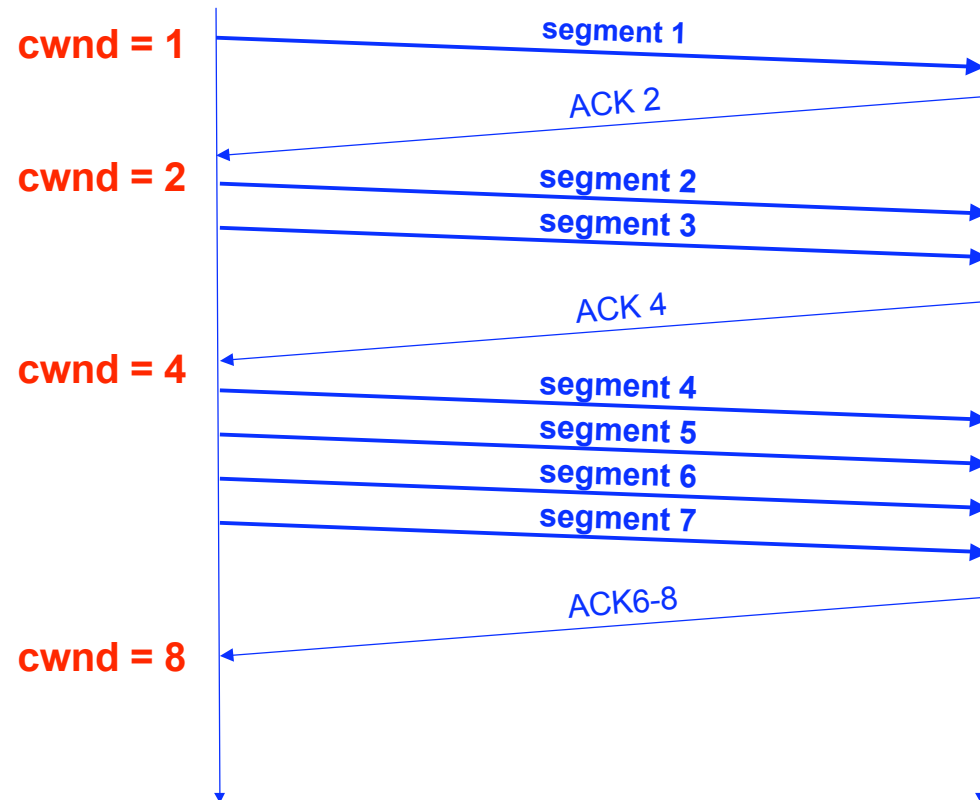 cwnd = 1
segment 1
ACK 2
cwnd = 2
segment 2
segment 3
ACK 4
cwnd = 4
segment 4
segment 5
segment 6
segment 7
ACK6-8
cwnd = 8